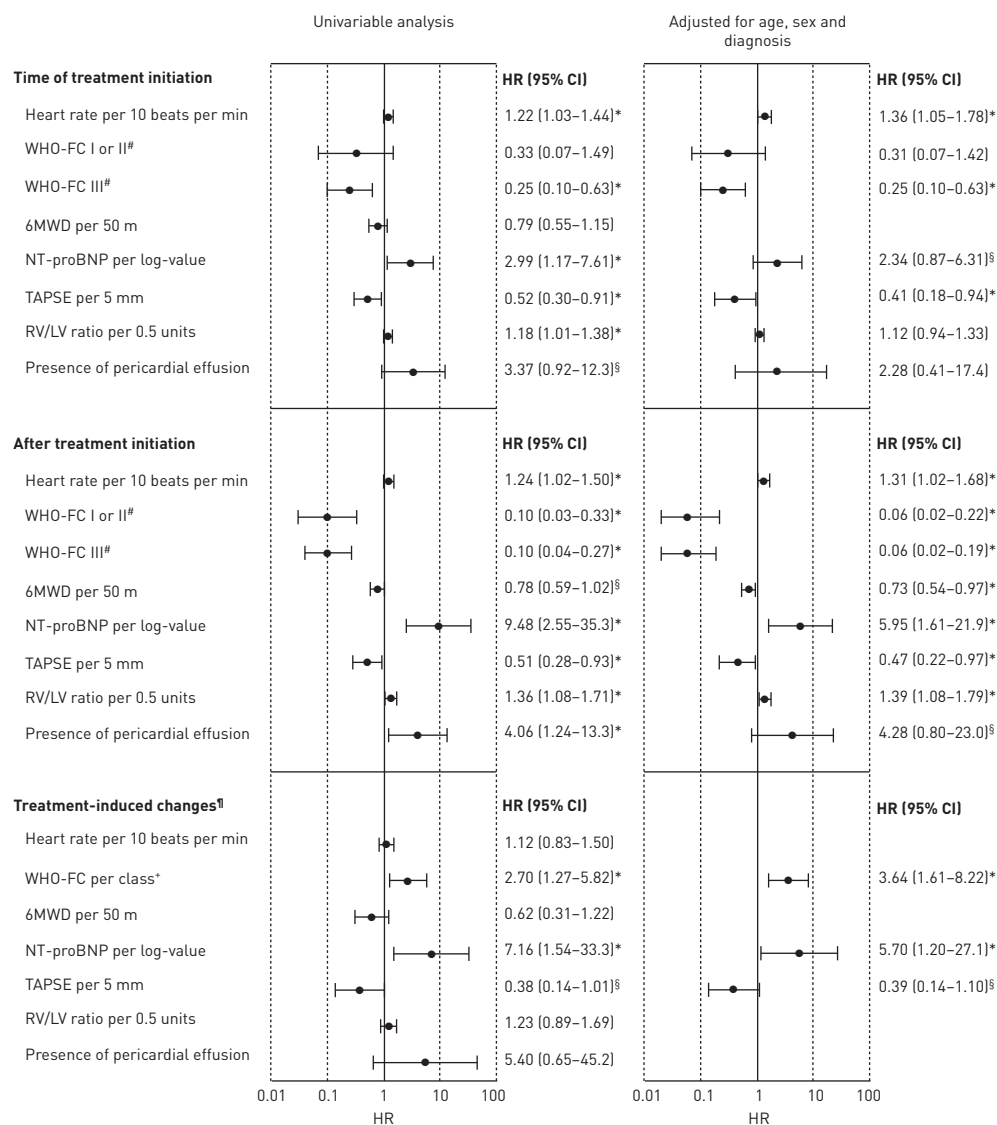 Univariable analysis
Adjusted for age, sex and
diagnosis
Time of treatment initiation HR (95% CI) HR (95% CI)
Heart rate per 10 beats per min 1.22 (1.03–1.44)* 1.36 (1.05–1.78)*
WHO-FC I or II# 0.33 (0.07–1.49) 0.31 (0.07–1.42)
WHO-FC III# 0.25 (0.10–0.63)* 0.25 (0.10–0.63)*
6MWD per 50 m 0.79 (0.55–1.15)
NT-proBNP per log-value 2.99 (1.17–7.61)* 2.34 (0.87–6.31)§
TAPSE per 5 mm 0.52 (0.30–0.91)* 0.41 (0.18–0.94)*
RV/LV ratio per 0.5 units 1.18 (1.01–1.38)* 1.12 (0.94–1.33)
Presence of pericardial effusion 3.37 (0.92–12.3)§ 2.28 (0.41–17.4)
After treatment initiation HR (95% CI) HR (95% CI)
Heart rate per 10 beats per min 1.24 (1.02–1.50)* 1.31 (1.02–1.68)*
WHO-FC I or II# 0.10 (0.03–0.33)* 0.06 (0.02–0.22)*
WHO-FC III# 0.10 (0.04–0.27)* 0.06 (0.02–0.19)*
6MWD per 50 m 0.78 (0.59–1.02)§ 0.73 (0.54–0.97)*
NT-proBNP per log-value 9.48 (2.55–35.3)* 5.95 (1.61–21.9)*
TAPSE per 5 mm 0.51 (0.28–0.93)* 0.47 (0.22–0.97)*
RV/LV ratio per 0.5 units 1.36 (1.08–1.71)* 1.39 (1.08–1.79)*
Presence of pericardial effusion 4.06 (1.24–13.3)* 4.28 (0.80–23.0)§
Treatment-induced changes¶ HR (95% CI) HR (95% CI)
Heart rate per 10 beats per min 1.12 (0.83–1.50)
WHO-FC per class+ 2.70 (1.27–5.82)* 3.64 (1.61–8.22)*
6MWD per 50 m 0.62 (0.31–1.22)
NT-proBNP per log-value 7.16 (1.54–33.3)* 5.70 (1.20–27.1)*
TAPSE per 5 mm 0.38 (0.14–1.01)§ 0.39 (0.14–1.10)§
RV/LV ratio per 0.5 units 1.23 (0.89–1.69)
Presence of pericardial effusion 5.40 (0.65–45.2)
0.01 0.1 1 10 100 0.01 0.1 1 10 100
HR HR